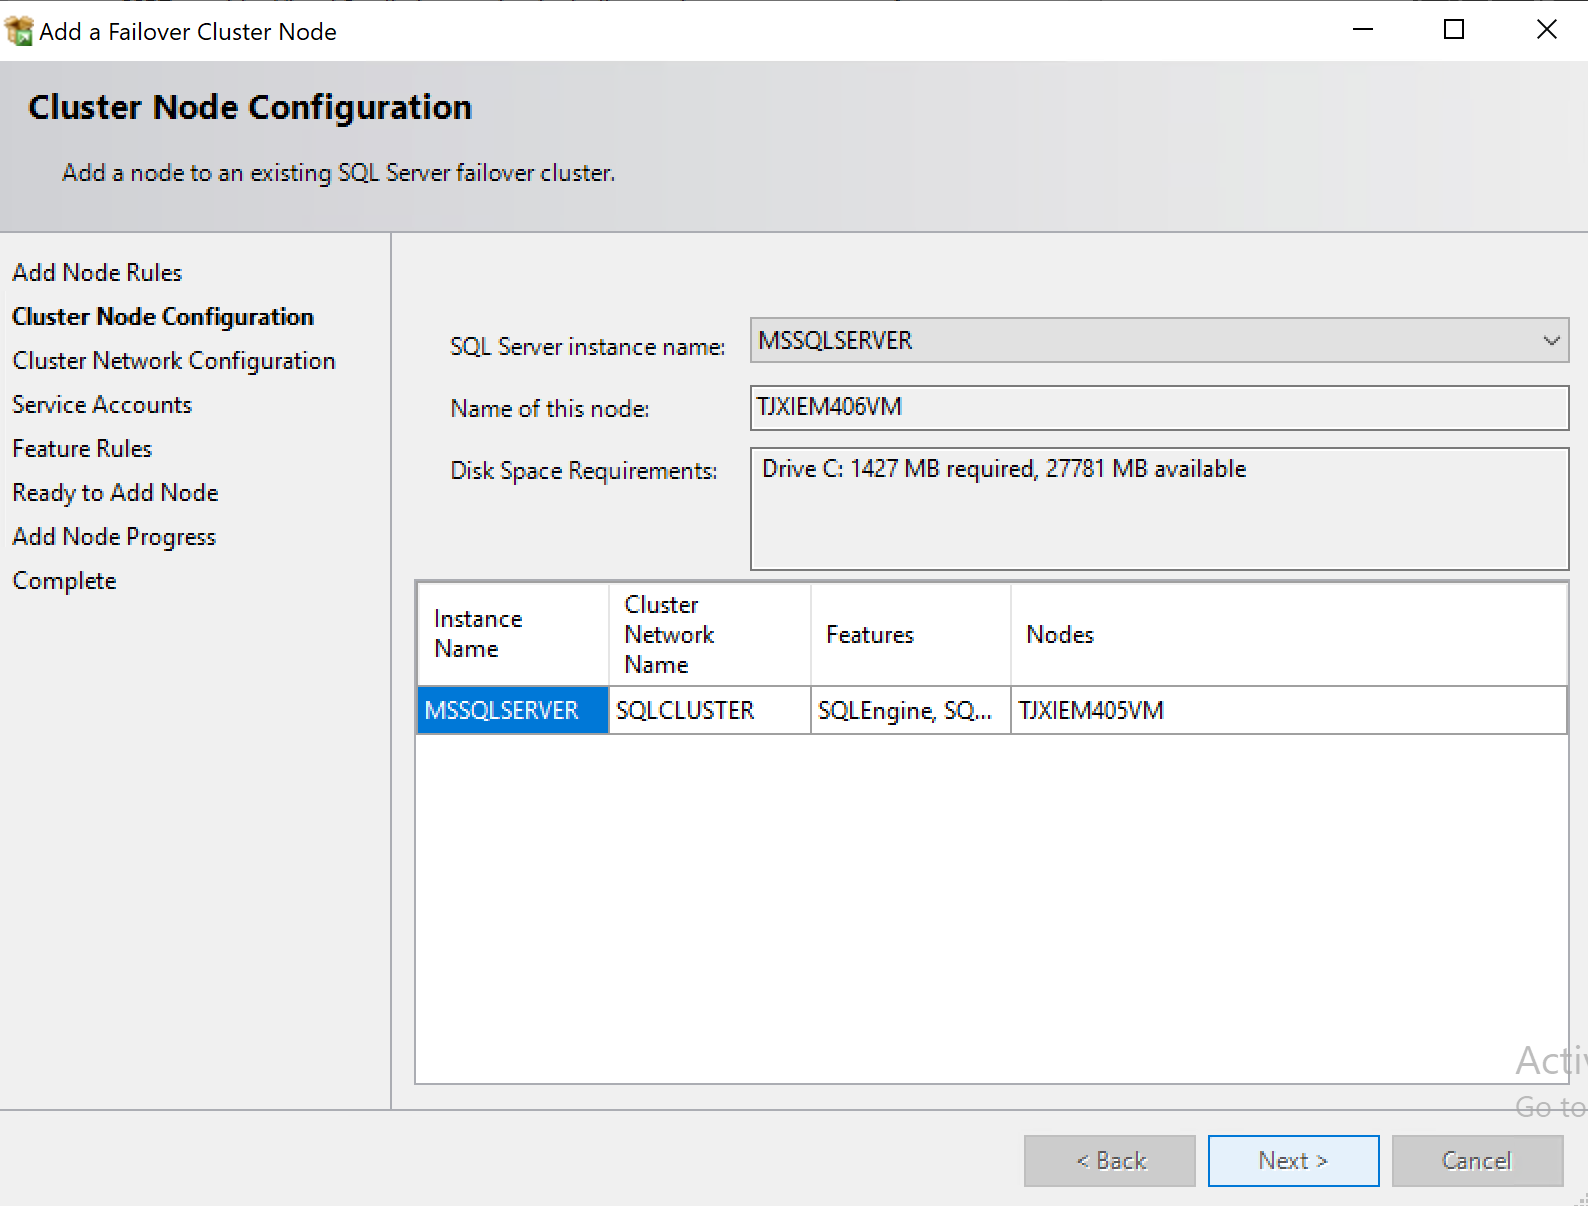 Add a Failover Cluster Node
Cluster Node Configuration
Add a node to an existing SQL Server failover cluster.
Add Node Rules
Cluster Node Configuration
Cluster Network Configuration
Service Accounts
Feature Rules
Ready to Add Node
Add Node Progress
Complete
SQL Server instance name:
MSSQLSERVER
Name of this node:
TJXIEM406VM
Disk Space Requirements:
Drive C: 1427 MB required, 27781 MB available
Instance
Name
Cluster
Network
Name
Features
Nodes
MSSQLSERVER
SQLCLUSTER
SQLEngine, SQ...
TJXIEM405VM
Go to
< Back
Next >
Cancel